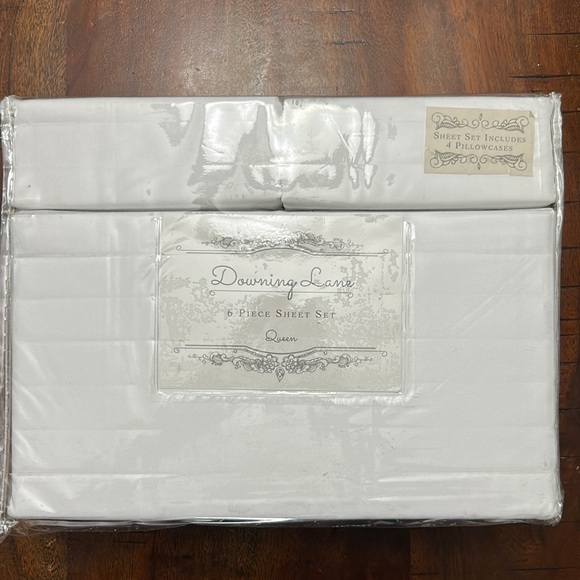 Sheet Set Includes
4 Pillowcases
Downing Lane
6 Piece Sheet Set
Queen